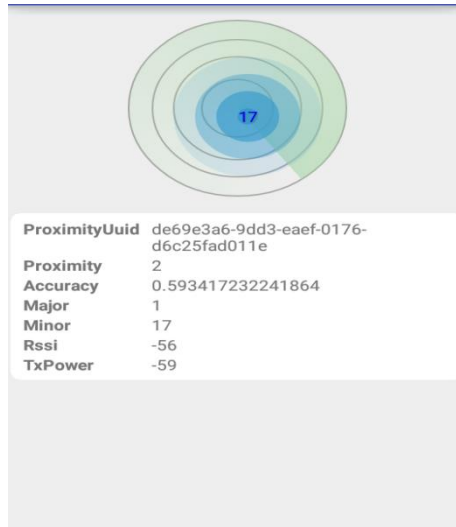 17
ProximityUuid de69e3a6-9dd3-eaef-0176-
d6c25fad011e
Proximity 2
Accuracy 0.593417232241864
Major 1
Minor 17
Rssi -56
TxPower -59